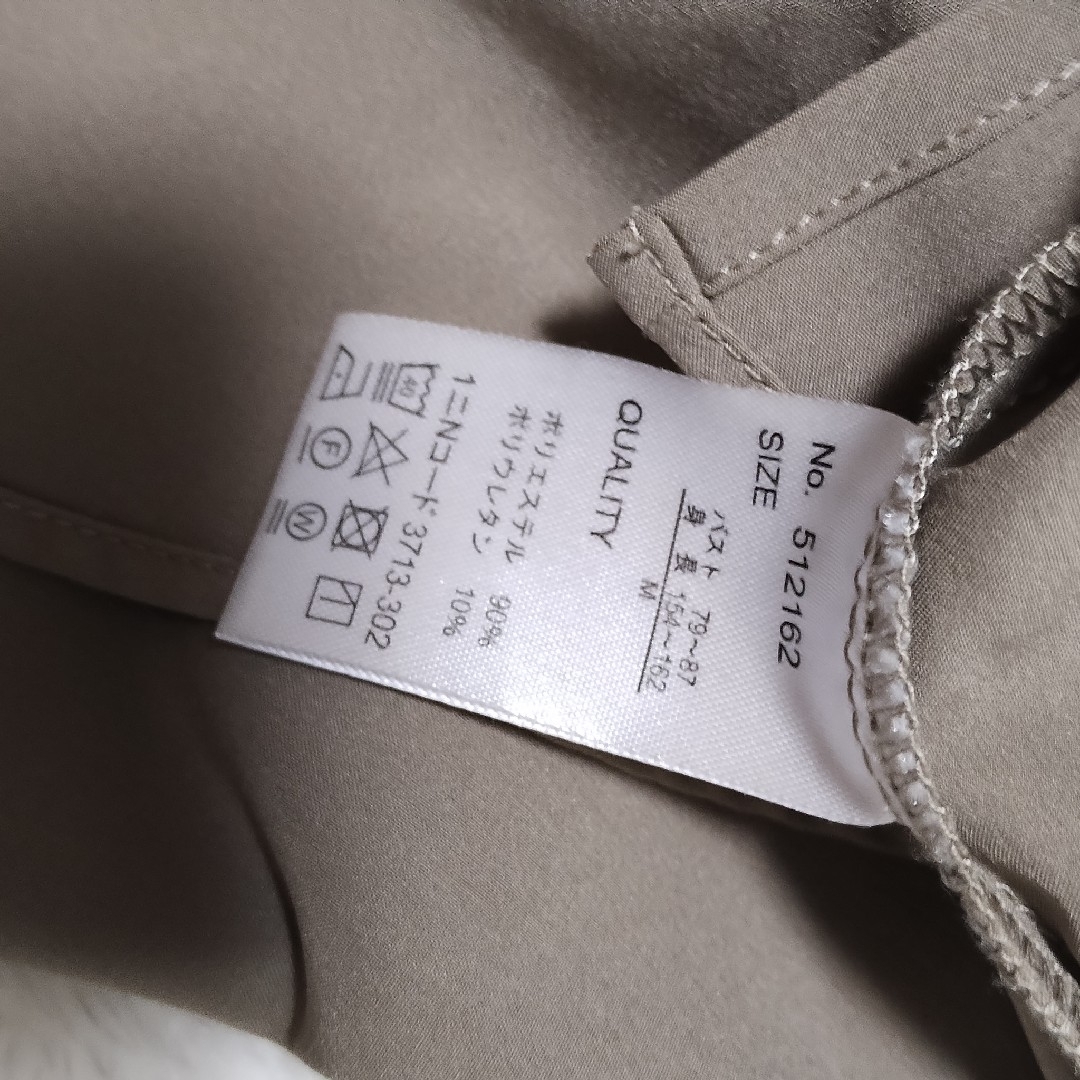 No. 512162
SIZE
バスト 79~87
身 長 154~162
M
QUALITY
ポリエステル 90%
ポリウレタン 10%
1ニNコード 3713-302
40
F
W